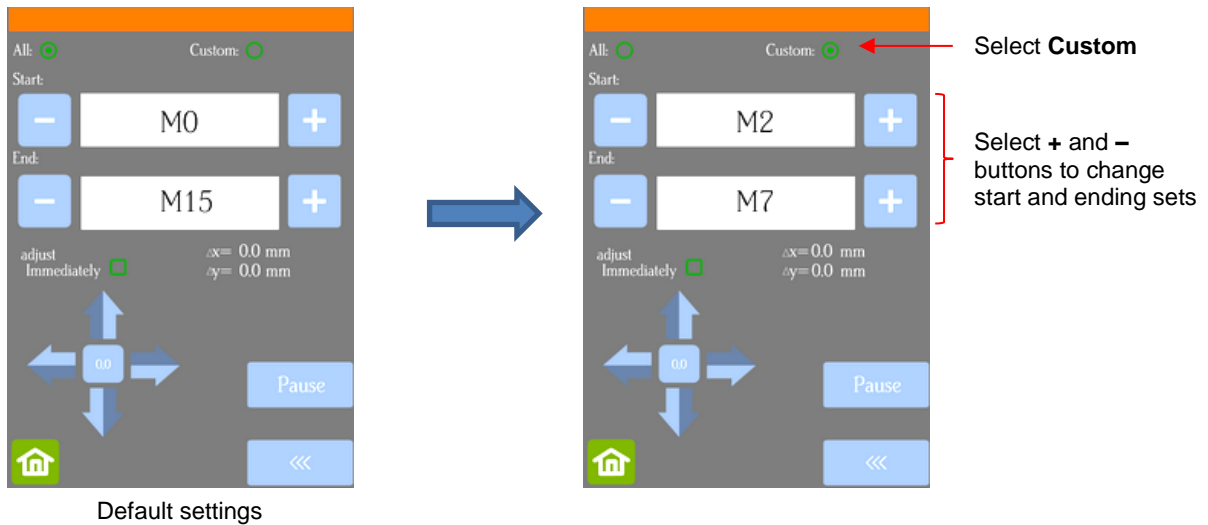 All: Custom:
Start:
− M0 +
End:
− M15 +
adjust
Immediately
△x= 0.0 mm
△y= 0.0 mm
0.0
Pause
<<<
Default settings
All: Custom:
Start:
− M2 +
End:
− M7 +
adjust
Immediately
△x=0.0 mm
△y=0.0 mm
0.0
Pause
<<<
Select Custom
Select + and –
buttons to change
start and ending sets